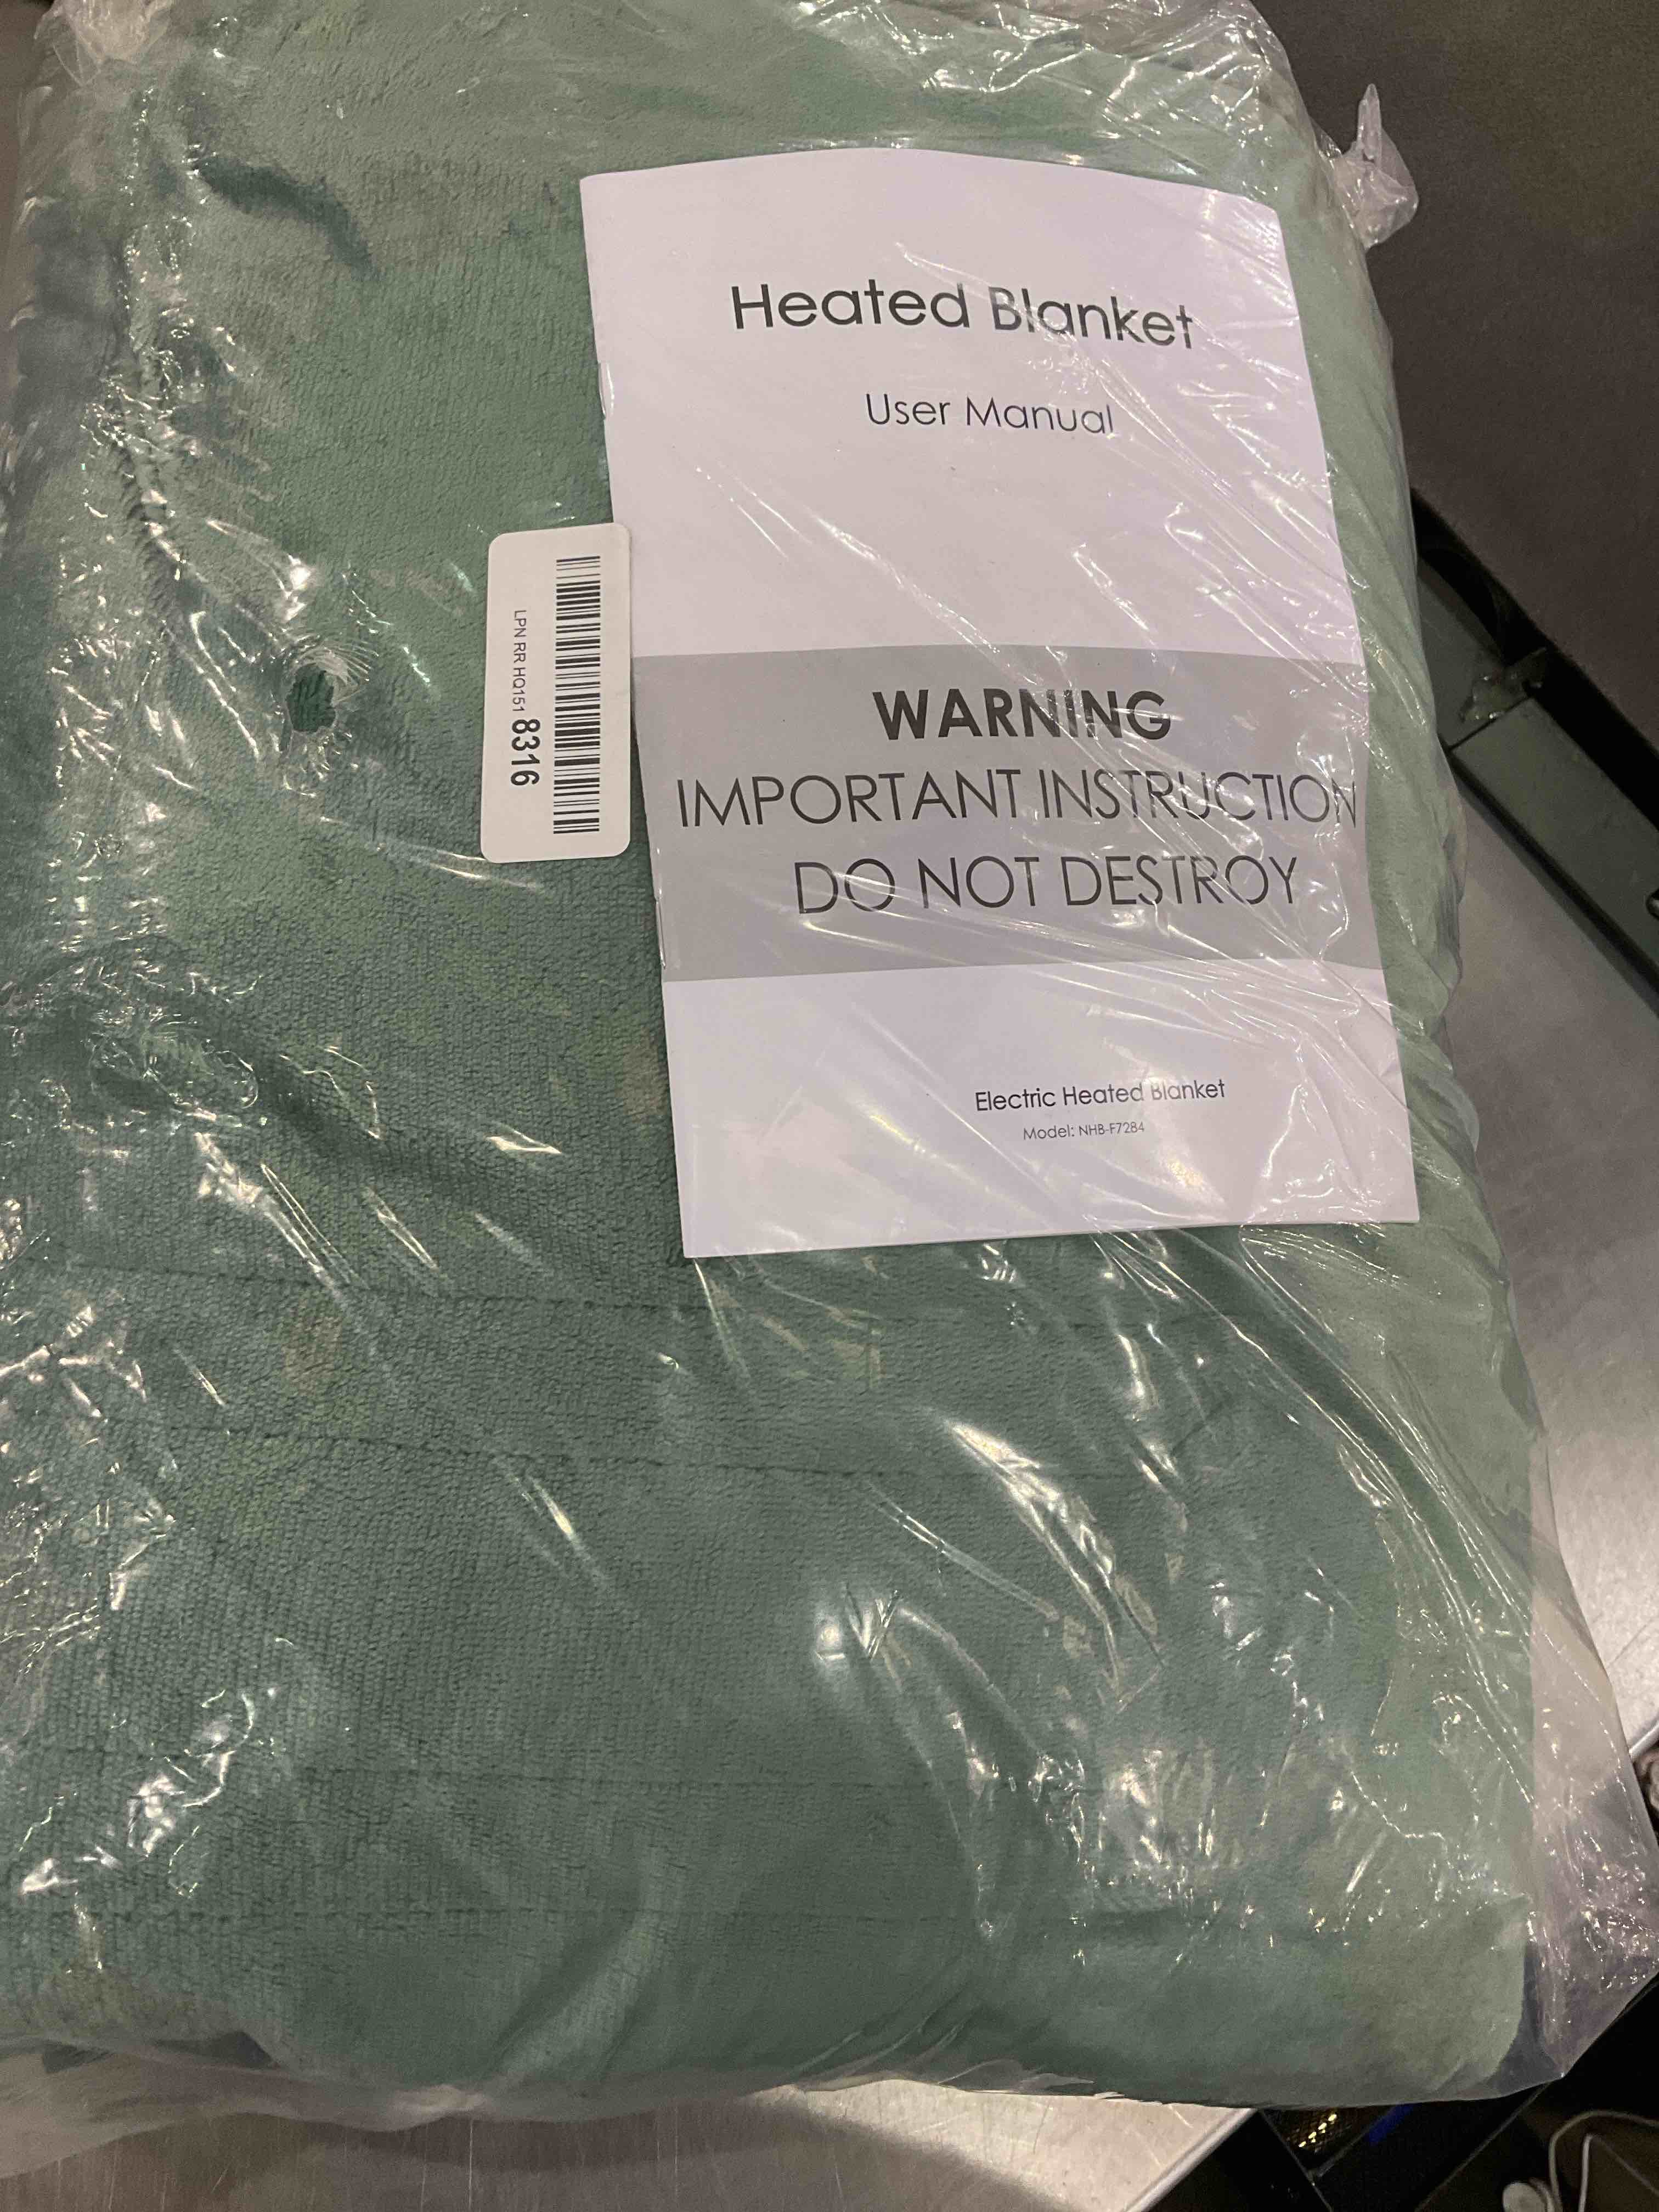 Heated Blanket
User Manual
LPN RR HQ151 8316
WARNING
IMPORTANT INSTRUCTION
DO NOT DESTROY
Electric Heated Blanket
Model: NHB-F7284